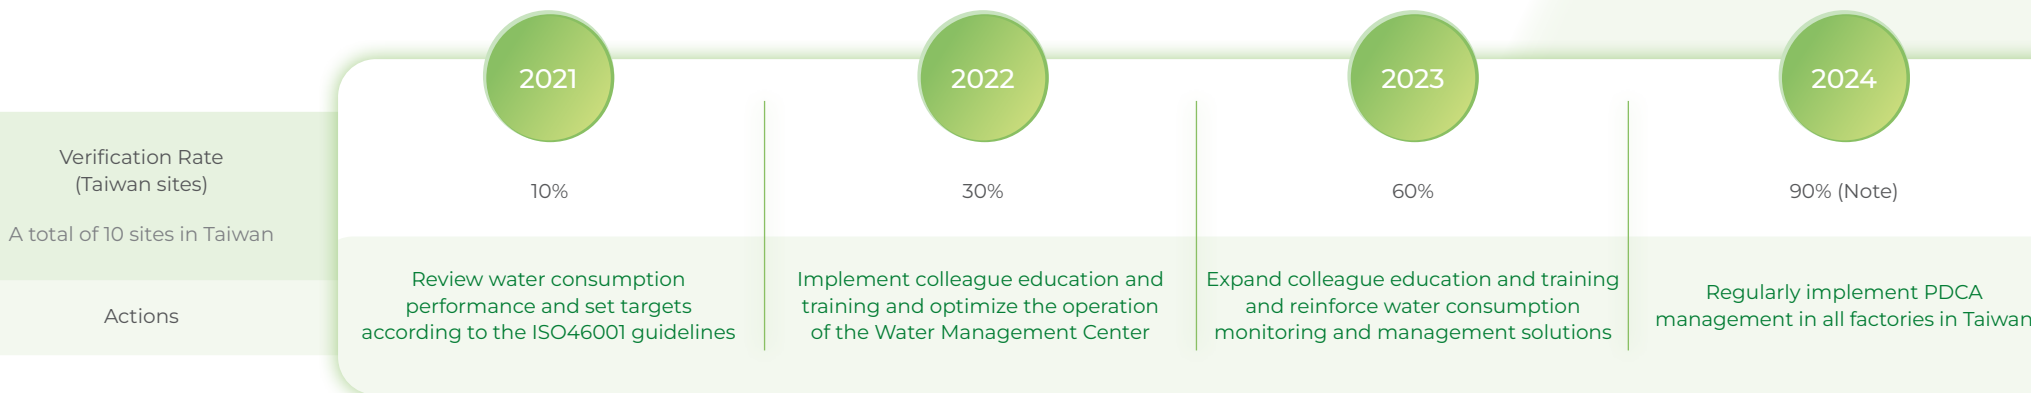 2021
2022
2023
2024
Verification Rate
(Taiwan sites)
A total of 10 sites in Taiwan
10%
30%
60%
90% (Note)
Actions
Review water consumption
performance and set targets
according to the ISO46001 guidelines
Implement colleague education and
training and optimize the operation
of the Water Management Center
Expand colleague education and training
and reinforce water consumption
monitoring and management solutions
Regularly implement PDCA
management in all factories in Taiwan